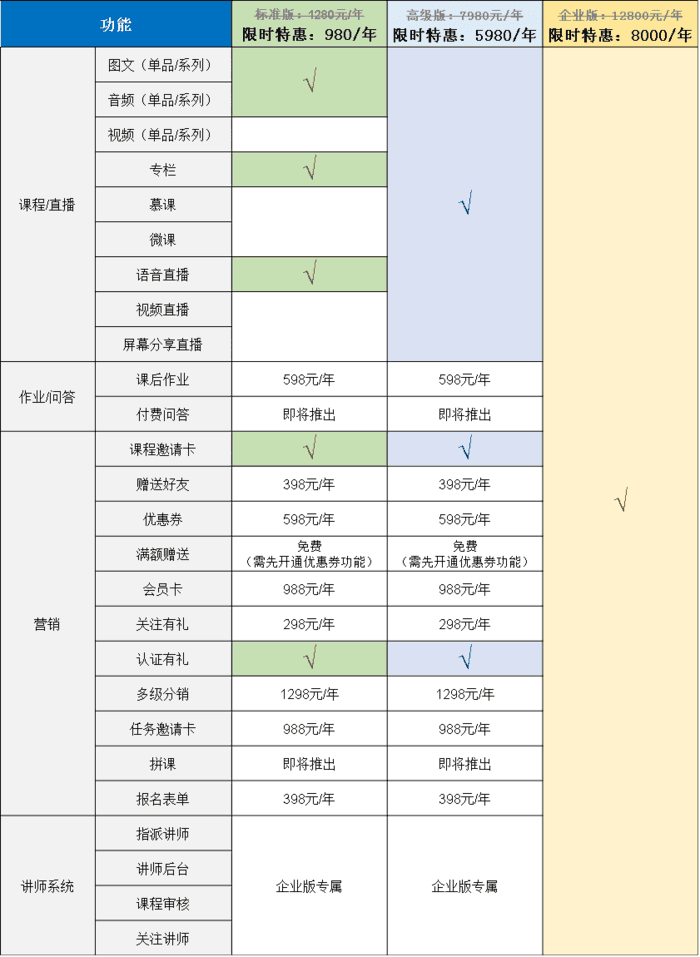 功能
标准版：1280元/年
限时特惠：980/年
高级版：7980元/年
限时特惠：5980/年
企业版：12800元/年
限时特惠：8000/年
课程/直播
图文（单品/系列）
√
音频（单品/系列）
视频（单品/系列）
专栏
√
√
慕课
微课
语音直播
√
视频直播
屏幕分享直播
作业/问答
课后作业
598元/年
598元/年
付费问答
即将推出
即将推出
营销
课程邀请卡
√
√
赠送好友
398元/年
398元/年
√
优惠券
598元/年
598元/年
满额赠送
免费
（需先开通优惠券功能）
免费
（需先开通优惠券功能）
会员卡
988元/年
988元/年
关注有礼
298元/年
298元/年
认证有礼
√
√
多级分销
1298元/年
1298元/年
任务邀请卡
988元/年
988元/年
拼课
即将推出
即将推出
报名表单
398元/年
398元/年
讲师系统
指派讲师
讲师后台
企业版专属
企业版专属
课程审核
关注讲师